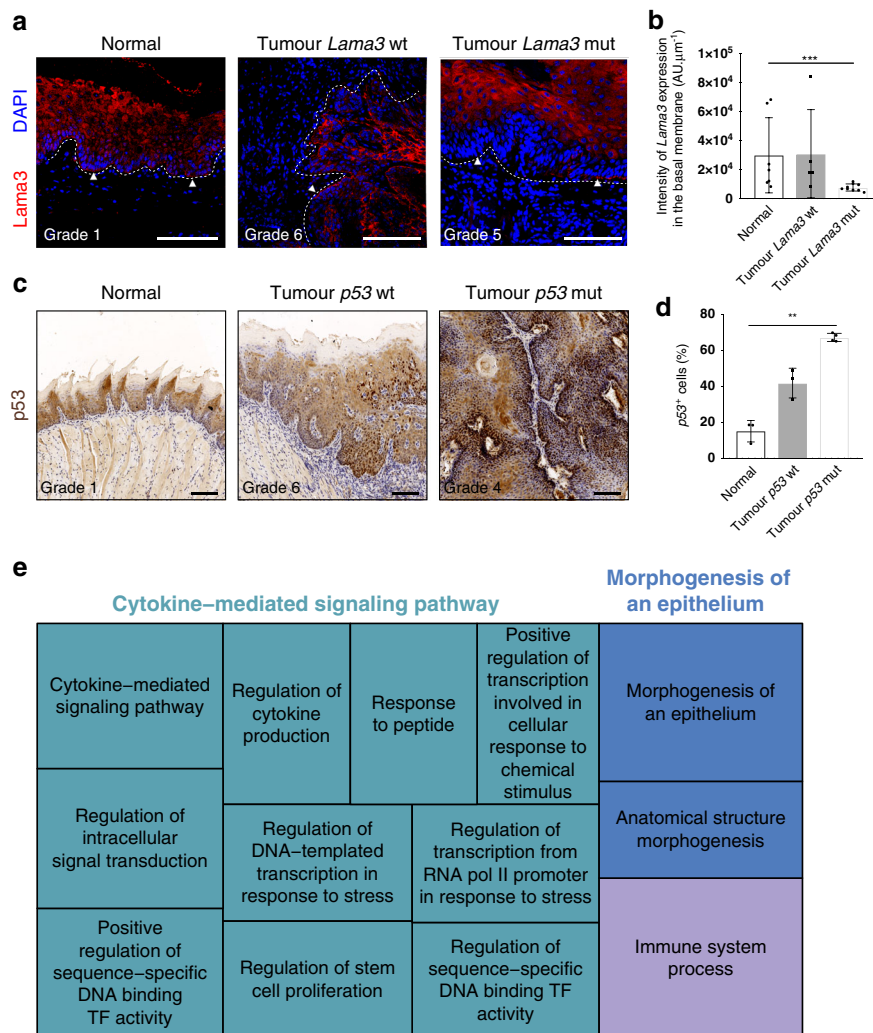 a
Normal
Tumour Lama3 wt
Tumour Lama3 mut
Lama3 DAPI
Grade 1
Grade 6
Grade 5
b
Intensity of Lama3 expression
in the basal membrane (AU.µm⁻¹)
1×10⁵
8×10⁴
6×10⁴
4×10⁴
2×10⁴
0
***
Normal
Tumour Lama3 wt
Tumour Lama3 mut
c
Normal
Tumour p53 wt
Tumour p53 mut
p53
Grade 1
Grade 6
Grade 4
d
p53⁺ cells (%)
80
60
40
20
0
**
Normal
Tumour p53 wt
Tumour p53 mut
e
Cytokine–mediated signaling pathway
Morphogenesis of
an epithelium
Cytokine–mediated
signaling pathway
Regulation of
cytokine
production
Response
to peptide
Positive
regulation of
transcription
involved in
cellular
response to
chemical
stimulus
Morphogenesis of
an epithelium
Regulation of
intracellular
signal transduction
Regulation of
DNA–templated
transcription in
response to stress
Regulation of
transcription from
RNA pol II promoter
in response to stress
Anatomical structure
morphogenesis
Positive
regulation of
sequence–specific
DNA binding
TF activity
Regulation of stem
cell proliferation
Regulation of
sequence–specific
DNA binding TF
activity
Immune system
process